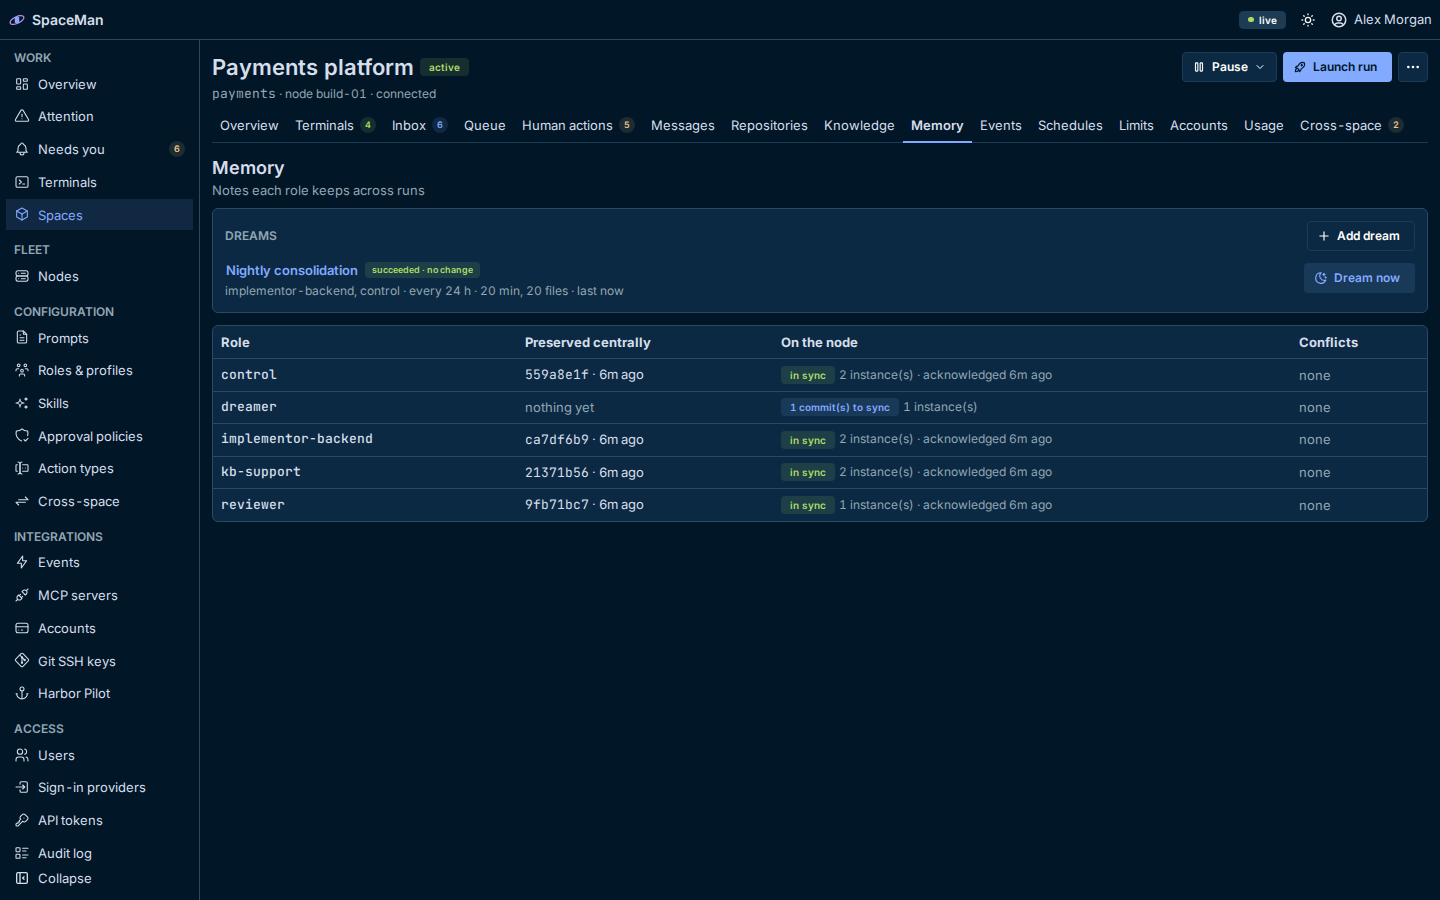 SpaceMan
live
Alex Morgan
WORK
Overview
Attention
Needs you 6
Terminals
Spaces
FLEET
Nodes
CONFIGURATION
Prompts
Roles & profiles
Skills
Approval policies
Action types
Cross-space
INTEGRATIONS
Events
MCP servers
Accounts
Git SSH keys
Harbor Pilot
ACCESS
Users
Sign-in providers
API tokens
Audit log
Collapse
Payments platform active
Pause
Launch run
payments · node build-01 · connected
Overview Terminals 4 Inbox 6 Queue Human actions 5 Messages Repositories Knowledge Memory Events Schedules Limits Accounts Usage Cross-space 2
Memory
Notes each role keeps across runs
DREAMS
Add dream
Nightly consolidation succeeded · no change
Dream now
implementor-backend, control · every 24 h · 20 min, 20 files · last now
Role Preserved centrally On the node Conflicts
control 559a8e1f · 6m ago in sync 2 instance(s) · acknowledged 6m ago none
dreamer nothing yet 1 commit(s) to sync 1 instance(s) none
implementor-backend ca7df6b9 · 6m ago in sync 2 instance(s) · acknowledged 6m ago none
kb-support 21371b56 · 6m ago in sync 2 instance(s) · acknowledged 6m ago none
reviewer 9fb71bc7 · 6m ago in sync 1 instance(s) · acknowledged 6m ago none